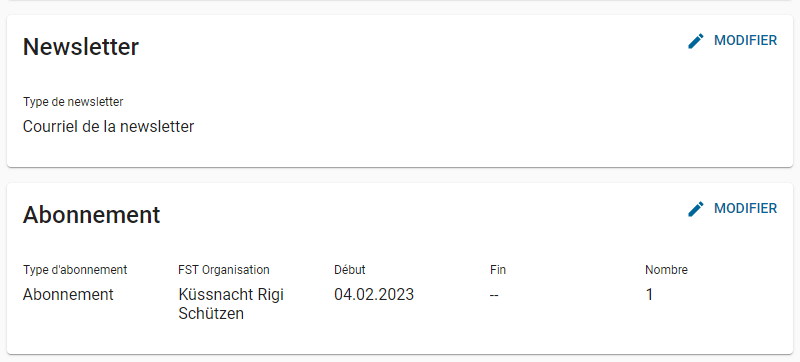 Newsletter
MODIFIER
Type de newsletter
Courriel de la newsletter
Abonnement
MODIFIER
Type d'abonnement FST Organisation Début Fin Nombre
Abonnement Küssnacht Rigi 04.02.2023 -- 1
Schützen